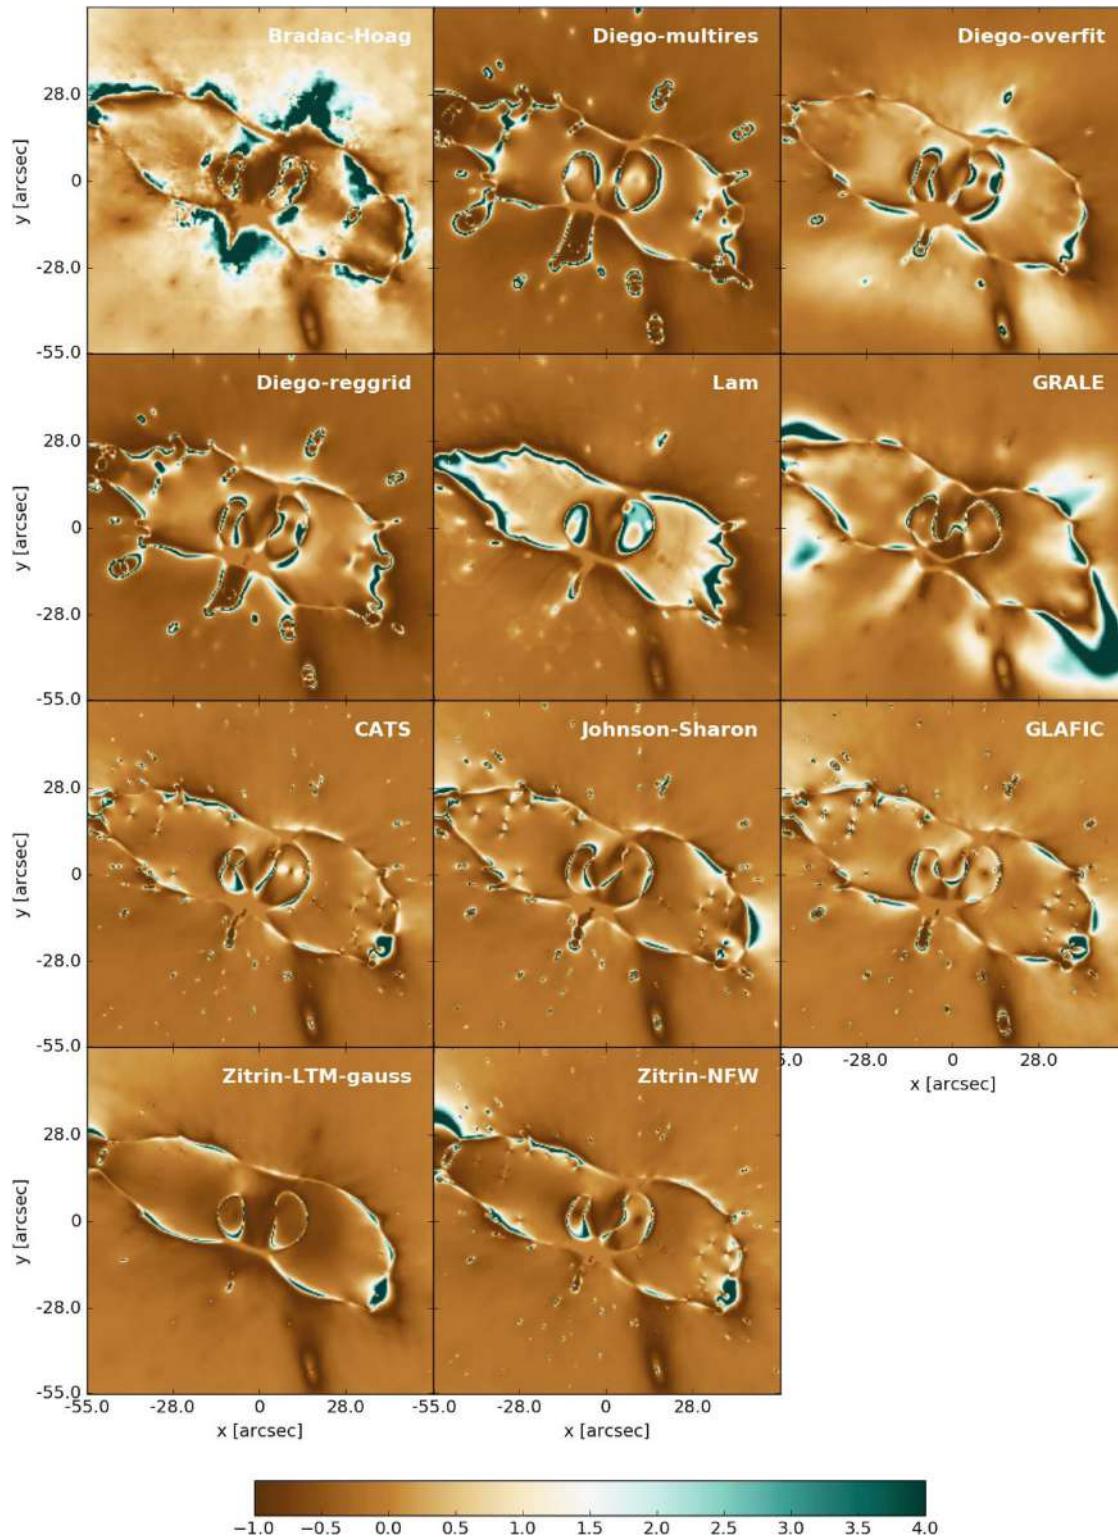 Bradac-Hoag
Diego-multires
Diego-overfit
y [arcsec]
28.0
0
-28.0
-55.0
Diego-reggrid
Lam
GRALE
y [arcsec]
28.0
0
-28.0
-55.0
CATS
Johnson-Sharon
GLAFIC
y [arcsec]
28.0
0
-28.0
-55.0
5.0 -28.0 0 28.0
x [arcsec]
Zitrin-LTM-gauss
Zitrin-NFW
y [arcsec]
28.0
0
-28.0
-55.0
-55.0 -28.0 0 28.0 -55.0 -28.0 0 28.0
x [arcsec] x [arcsec]
-1.0 -0.5 0.0 0.5 1.0 1.5 2.0 2.5 3.0 3.5 4.0